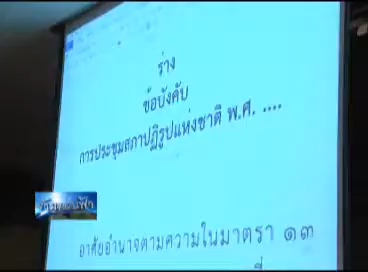 ร่าง
ข้อบังคับ
การประชุมสภาปฏิรูปแห่งชาติ พ.ศ. ....
อาศัยอำนาจตามความในมาตรา ๑๓